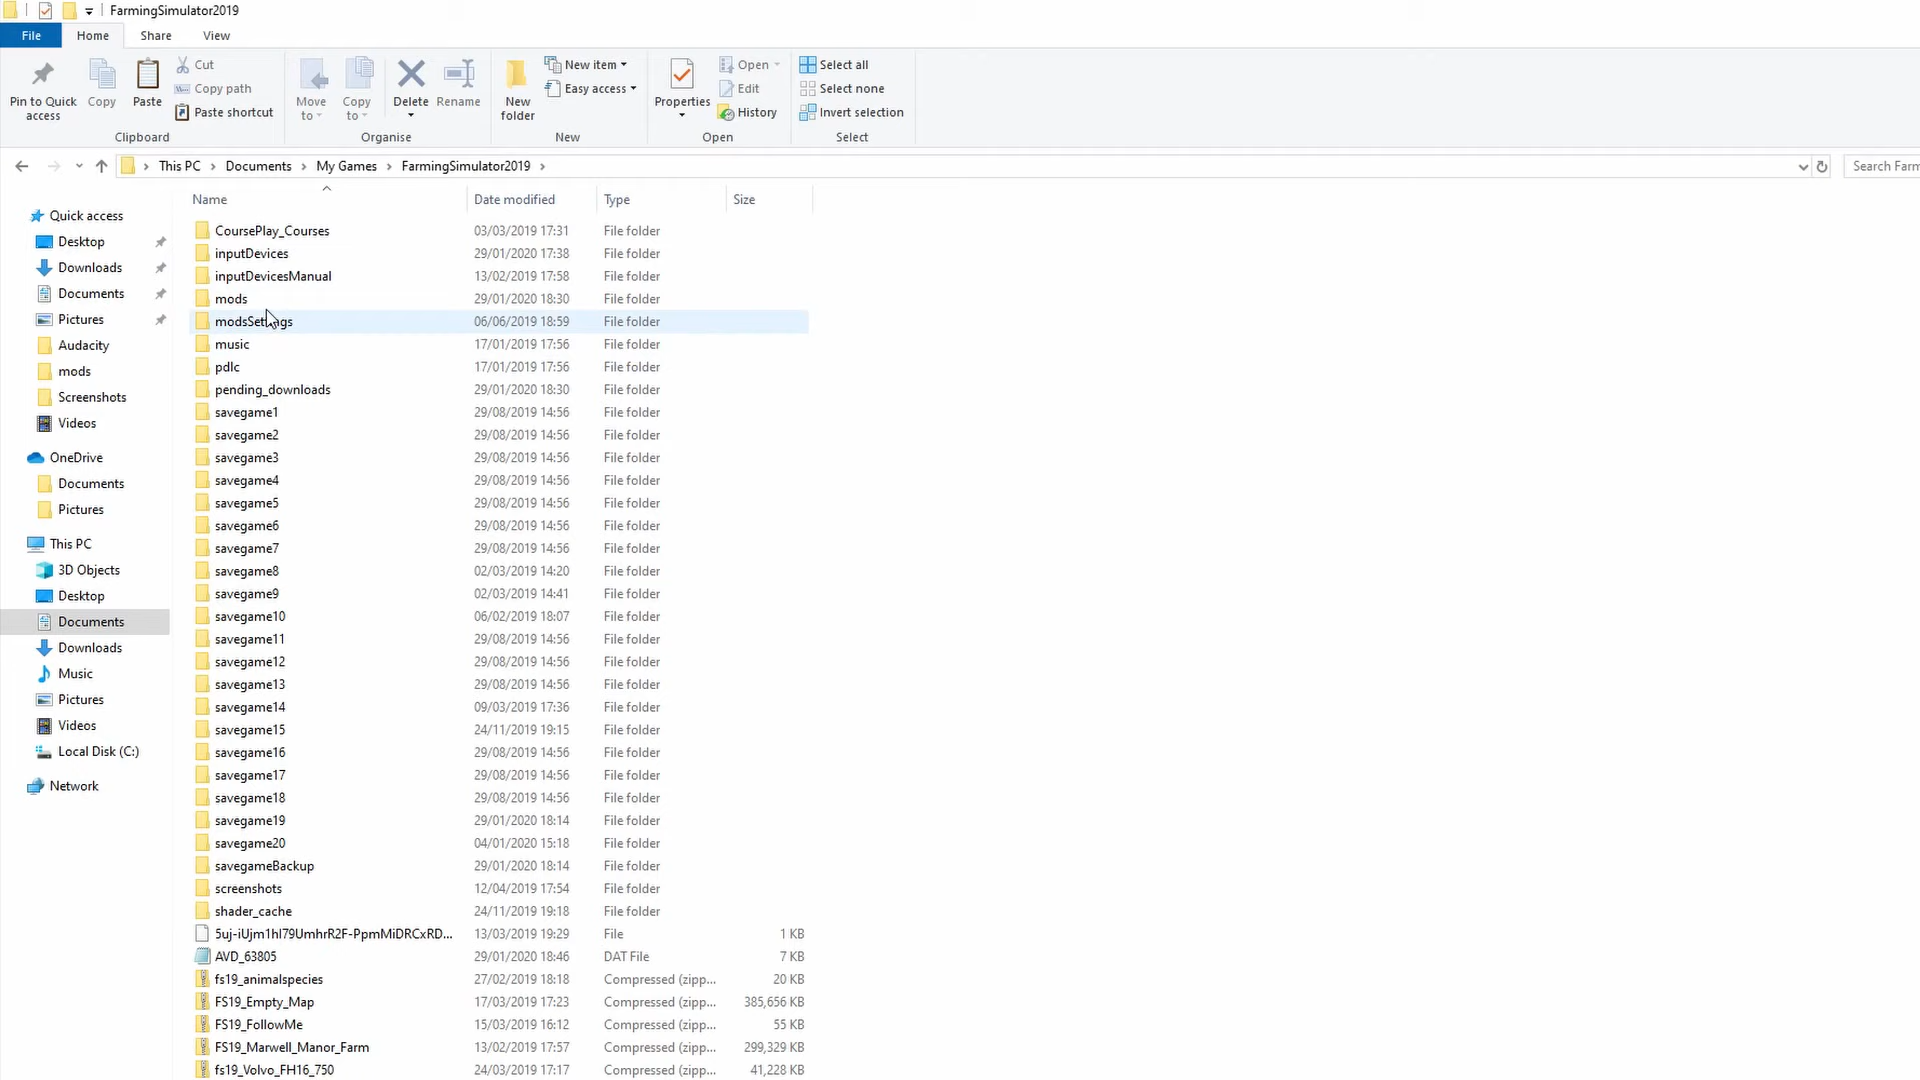 FarmingSimulator2019
File Home Share View
Pin to Quick access
Copy
Paste
Cut
Copy path
Paste shortcut
Clipboard
Move to
Copy to
Delete
Rename
Organise
New folder
New item
Easy access
New
Properties
Open
Edit
History
Open
Select all
Select none
Invert selection
Select
This PC > Documents > My Games > FarmingSimulator2019 >
Search Farm
Quick access
Desktop
Downloads
Documents
Pictures
Audacity
mods
Screenshots
Videos
OneDrive
Documents
Pictures
This PC
3D Objects
Desktop
Documents
Downloads
Music
Pictures
Videos
Local Disk (C:)
Network
Name Date modified Type Size
CoursePlay_Courses 03/03/2019 17:31 File folder
inputDevices 29/01/2020 17:38 File folder
inputDevicesManual 13/02/2019 17:58 File folder
mods 29/01/2020 18:30 File folder
modsSettings 06/06/2019 18:59 File folder
music 17/01/2019 17:56 File folder
pdlc 17/01/2019 17:56 File folder
pending_downloads 29/01/2020 18:30 File folder
savegame1 29/08/2019 14:56 File folder
savegame2 29/08/2019 14:56 File folder
savegame3 29/08/2019 14:56 File folder
savegame4 29/08/2019 14:56 File folder
savegame5 29/08/2019 14:56 File folder
savegame6 29/08/2019 14:56 File folder
savegame7 29/08/2019 14:56 File folder
savegame8 02/03/2019 14:20 File folder
savegame9 02/03/2019 14:41 File folder
savegame10 06/02/2019 18:07 File folder
savegame11 29/08/2019 14:56 File folder
savegame12 29/08/2019 14:56 File folder
savegame13 29/08/2019 14:56 File folder
savegame14 09/03/2019 17:36 File folder
savegame15 24/11/2019 19:15 File folder
savegame16 29/08/2019 14:56 File folder
savegame17 29/08/2019 14:56 File folder
savegame18 29/08/2019 14:56 File folder
savegame19 29/01/2020 18:14 File folder
savegame20 04/01/2020 15:18 File folder
savegameBackup 29/01/2020 18:14 File folder
screenshots 12/04/2019 17:54 File folder
shader_cache 24/11/2019 19:18 File folder
5uj-iUjm1hl79UmhrR2F-PpmMiDRCxRD... 13/03/2019 19:29 File 1 KB
AVD_63805 29/01/2020 18:46 DAT File 7 KB
fs19_animalspecies 27/02/2019 18:18 Compressed (zipp... 20 KB
FS19_Empty_Map 17/03/2019 17:23 Compressed (zipp... 385,656 KB
FS19_FollowMe 15/03/2019 16:12 Compressed (zipp... 55 KB
FS19_Marwell_Manor_Farm 13/02/2019 17:57 Compressed (zipp... 299,329 KB
fs19_Volvo_FH16_750 24/03/2019 17:17 Compressed (zipp... 41,228 KB